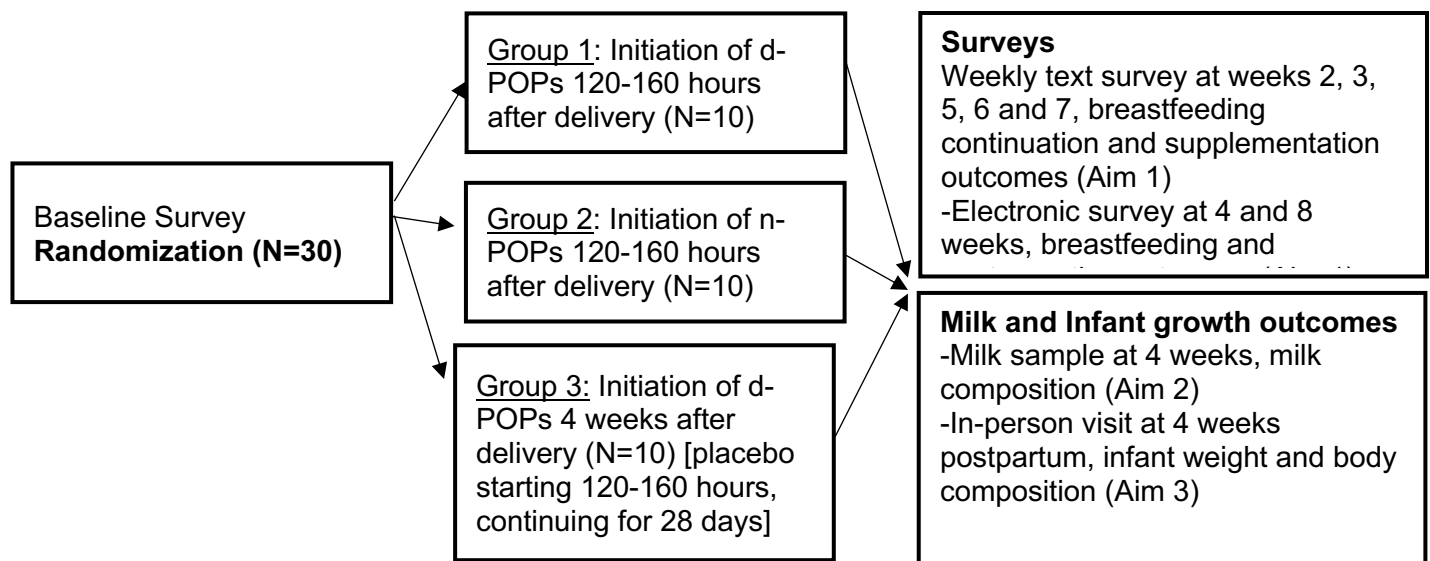 Baseline Survey
Randomization (N=30)
Group 1: Initiation of d-
POPs 120-160 hours
after delivery (N=10)
Group 2: Initiation of n-
POPs 120-160 hours
after delivery (N=10)
Group 3: Initiation of d-
POPs 4 weeks after
delivery (N=10) [placebo
starting 120-160 hours,
continuing for 28 days]
Surveys
Weekly text survey at weeks 2, 3,
5, 6 and 7, breastfeeding
continuation and supplementation
outcomes (Aim 1)
-Electronic survey at 4 and 8
weeks, breastfeeding and
Milk and Infant growth outcomes
-Milk sample at 4 weeks, milk
composition (Aim 2)
-In-person visit at 4 weeks
postpartum, infant weight and body
composition (Aim 3)